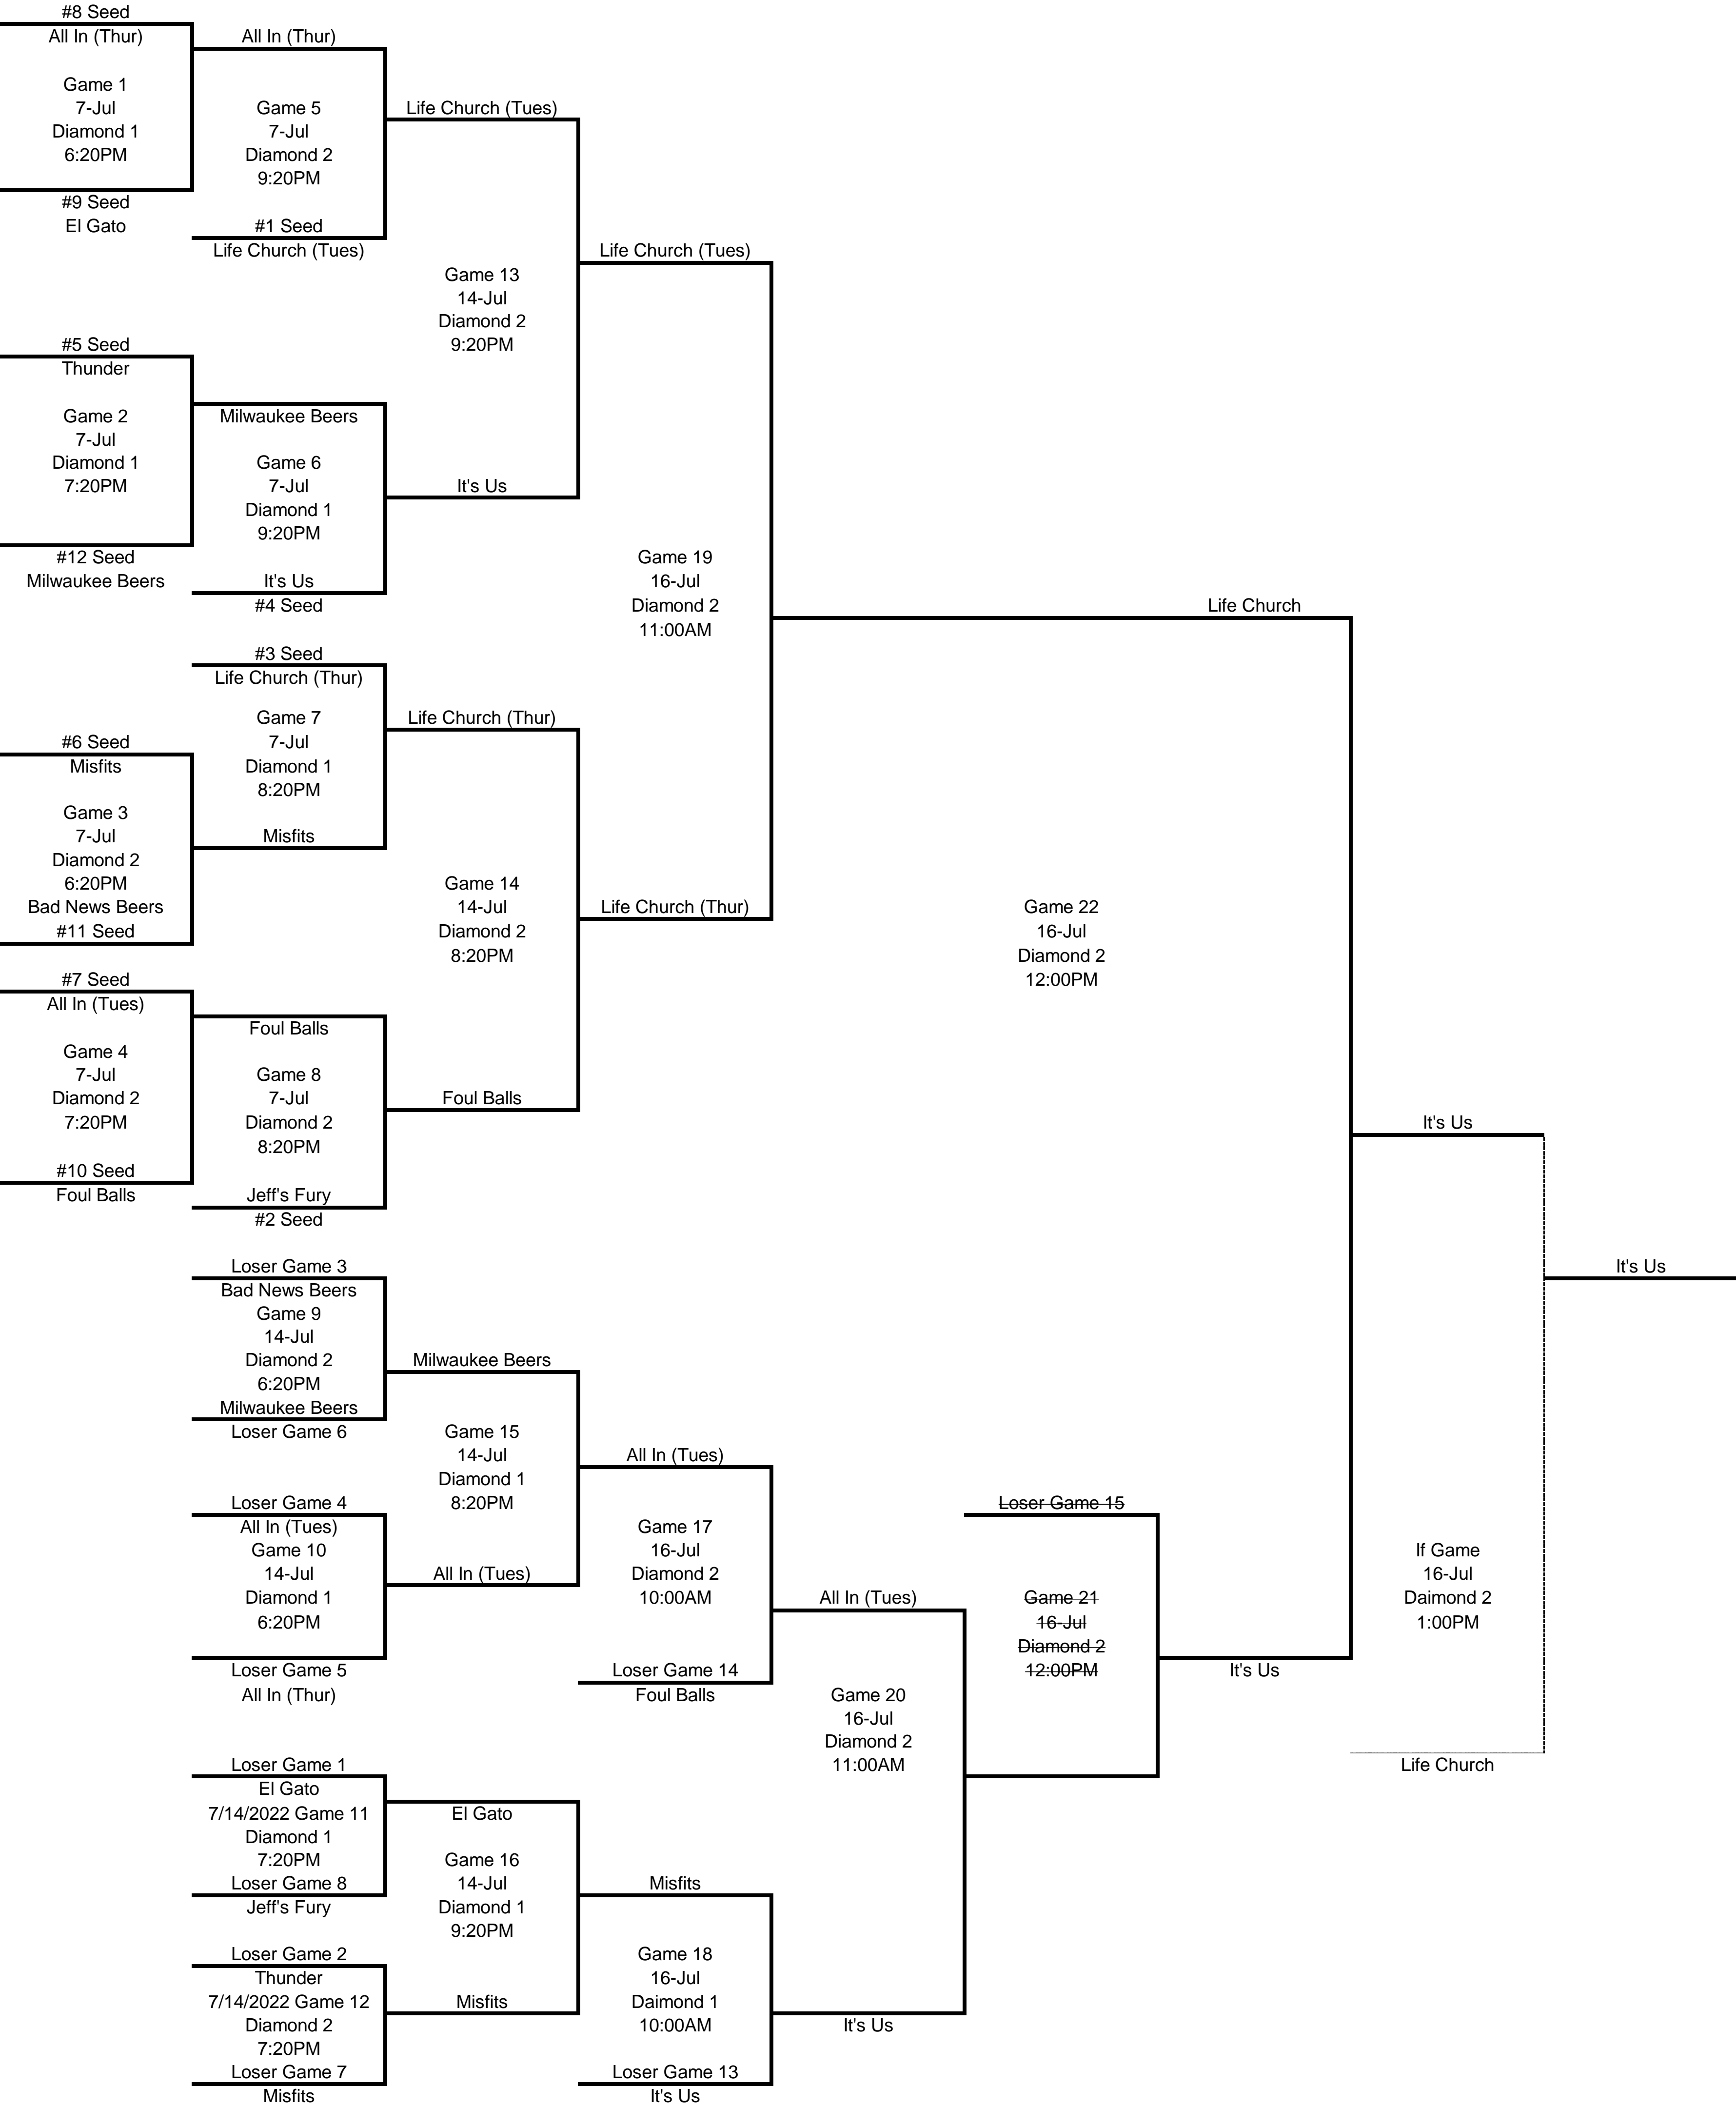 #8 Seed
All In (Thur)
Game 1
7-Jul
Diamond 1
6:20PM
#9 Seed
El Gato
All In (Thur)
Game 5
7-Jul
Diamond 2
9:20PM
#1 Seed
Life Church (Tues)
#5 Seed
Thunder
Game 2
7-Jul
Diamond 1
7:20PM
#12 Seed
Milwaukee Beers
Milwaukee Beers
Game 6
7-Jul
Diamond 1
9:20PM
It's Us
#4 Seed
Life Church (Tues)
Game 13
14-Jul
Diamond 2
9:20PM
It's Us
#3 Seed
Life Church (Thur)
Game 7
7-Jul
Diamond 1
8:20PM
Misfits
#6 Seed
Misfits
Game 3
7-Jul
Diamond 2
6:20PM
Bad News Beers
#11 Seed
#7 Seed
All In (Tues)
Game 4
7-Jul
Diamond 2
7:20PM
#10 Seed
Foul Balls
Foul Balls
Game 8
7-Jul
Diamond 2
8:20PM
Jeff's Fury
#2 Seed
Life Church (Thur)
Game 14
14-Jul
Diamond 2
8:20PM
Foul Balls
Life Church (Tues)
Game 19
16-Jul
Diamond 2
11:00AM
Life Church (Thur)
Life Church
Game 22
16-Jul
Diamond 2
12:00PM
Loser Game 3
Bad News Beers
Game 9
14-Jul
Diamond 2
6:20PM
Milwaukee Beers
Loser Game 6
Loser Game 4
All In (Tues)
Game 10
14-Jul
Diamond 1
6:20PM
Loser Game 5
All In (Thur)
Milwaukee Beers
Game 15
14-Jul
Diamond 1
8:20PM
All In (Tues)
All In (Tues)
Game 17
16-Jul
Diamond 2
10:00AM
Loser Game 14
Foul Balls
Loser Game 1
El Gato
7/14/2022 Game 11
Diamond 1
7:20PM
Loser Game 8
Jeff's Fury
Loser Game 2
Thunder
7/14/2022 Game 12
Diamond 2
7:20PM
Loser Game 7
Misfits
El Gato
Game 16
14-Jul
Diamond 1
9:20PM
Misfits
Misfits
Game 18
16-Jul
Daimond 1
10:00AM
Loser Game 13
It's Us
All In (Tues)
Game 20
16-Jul
Diamond 2
11:00AM
It's Us
Loser Game 15
Game 21
16-Jul
Diamond 2
12:00PM
It's Us
It's Us
If Game
16-Jul
Daimond 2
1:00PM
Life Church
It's Us